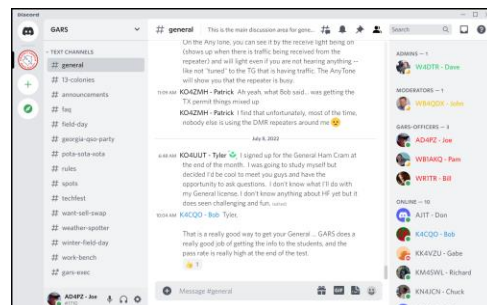 Discord
GARS
# general
This is the main discussion area for gene...
Search
TEXT CHANNELS
# general
# 13-colonies
# announcements
# faq
# field-day
# georgia-qso-party
# pota-sota-vota
# rules
# spots
# techfest
# want-sell-swap
# weather-spotter
# winter-field-day
# work-bench
# gars-exec
AD4PZ - Joe
On the Any tone, you can see it by the receive light being on
(shows up when there is traffic being received from the
repeater) and will light even if you are not hearing anything --
like not "tuned" to the TG that is having traffic. The AnyTone
will show you that the repeater is busy.
KO4ZMH - Patrick Ah yeah, what Bob said... was getting the
TX permit things mixed up
KO4ZMH - Patrick I find that unfortunately, most of the time,
nobody else is using the DMR repeaters around me
July 8, 2022
KO4UUT - Tyler I signed up for the General Ham Cram at
the end of the month. I was going to study myself but
decided I'd be cool to meet you guys and have the
opportunity to ask questions. I don't know what I'll do with
my General license. I don't know anything about HF yet but it
does seem challenging and fun. (edited)
K4CQO - Bob Tyler,
That is a really good way to get your General ... GARS does a
really good job of getting the info to the students, and the
pass rate is really high at the end of the test.
1
Message #general
GIF
ADMINS — 1
W4DTR - Dave
MODERATORS — 1
WB4QDX - John
GARS-OFFICERS — 3
AD4PZ - Joe
WB1AKQ - Pam
WR1TR - Bill
ONLINE — 10
AJ1T - Don
K4CQO - Bob
KK4VZU - Gabe
KM4SWL - Richard
KN4JCN - Chuck